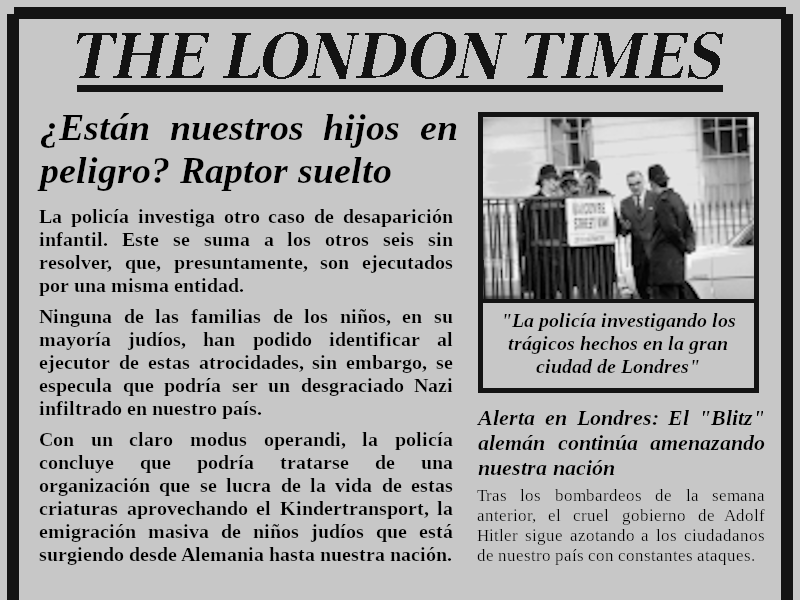 THE LONDON TIMES
¿Están nuestros hijos en
peligro? Raptor suelto
La policía investiga otro caso de desaparición
infantil. Este se suma a los otros seis sin
resolver, que, presuntamente, son ejecutados
por una misma entidad.
Ninguna de las familias de los niños, en su
mayoría judíos, han podido identificar al
ejecutor de estas atrocidades, sin embargo, se
especula que podría ser un desgraciado Nazi
infiltrado en nuestro país.
Con un claro modus operandi, la policía
concluye que podría tratarse de una
organización que se lucra de la vida de estas
criaturas aprovechando el Kindertransport, la
emigración masiva de niños judíos que está
surgiendo desde Alemania hasta nuestra nación.
"La policía investigando los
trágicos hechos en la gran
ciudad de Londres"
Alerta en Londres: El "Blitz"
alemán continúa amenazando
nuestra nación
Tras los bombardeos de la semana
anterior, el cruel gobierno de Adolf
Hitler sigue azotando a los ciudadanos
de nuestro país con constantes ataques.